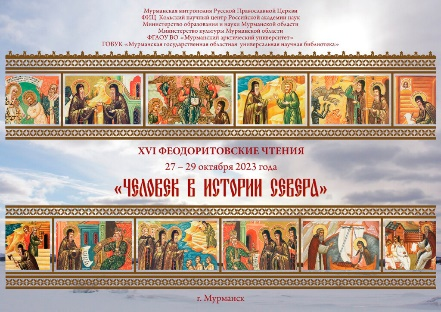 Мурманская митрополия Русской Православной Церкви
ФИЦ Кольский научный центр Российской академии наук
Министерство образования и науки Мурманской области
Министерство культуры Мурманской области
ФГАОУ ВО «Мурманский арктический университет»
ГОБУК «Мурманская государственная областная универсальная научная библиотека»
XVI ФЕОДОРИТОВСКИЕ ЧТЕНИЯ
27 – 29 октября 2023 года
«ЧЕЛОВЕК В ИСТОРИИ СЕВЕРА»
г. Мурманск